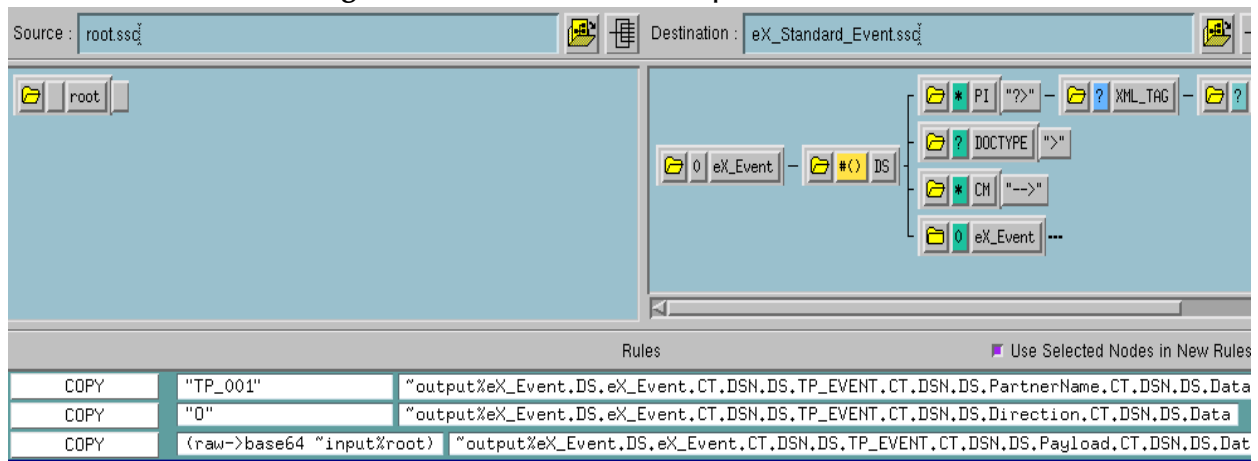 Source : root.ssc Destination : eX_Standard_Event.ssc
root
* PI "?>" ? XML_TAG ?
? DOCTYPE ">"
0 eX_Event #() DS
* CM "-->"
0 eX_Event
Rules Use Selected Nodes in New Rules
COPY "TP_001" ~output%eX_Event.DS.eX_Event.CT.DSN.DS.TP_EVENT.CT.DSN.DS.PartnerName.CT.DSN.DS.Data
COPY "O" ~output%eX_Event.DS.eX_Event.CT.DSN.DS.TP_EVENT.CT.DSN.DS.Direction.CT.DSN.DS.Data
COPY (raw->base64 ~input%root) ~output%eX_Event.DS.eX_Event.CT.DSN.DS.TP_EVENT.CT.DSN.DS.Payload.CT.DSN.DS.Dat